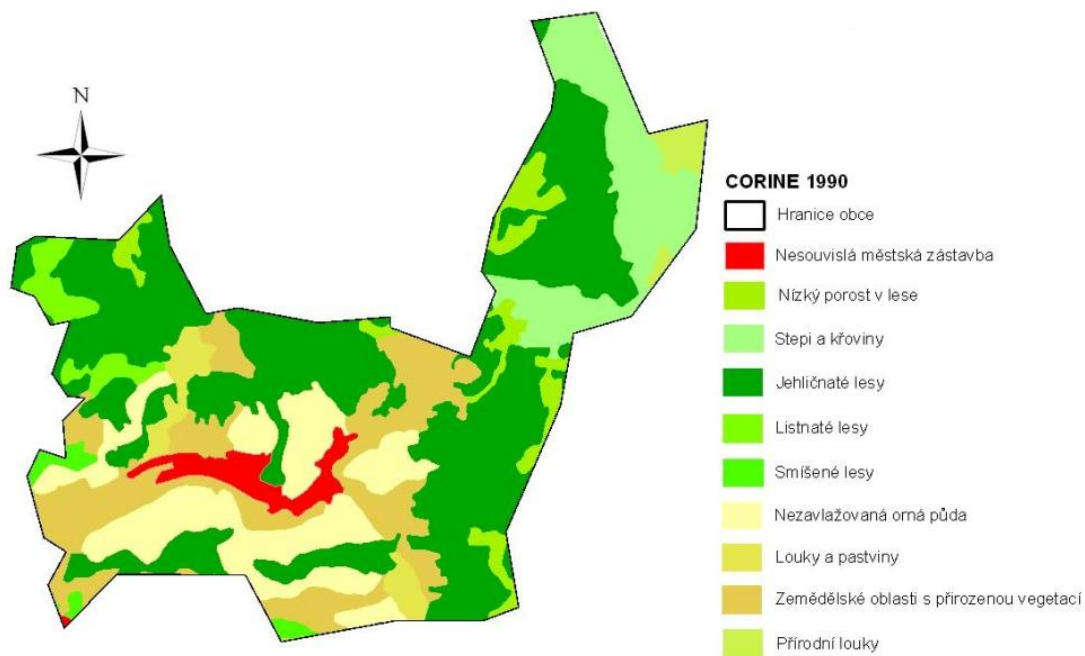 N
CORINE 1990
Hranice obce
Nesouvislá městská zástavba
Nízký porost v lese
Stepi a křoviny
Jehličnaté lesy
Listnaté lesy
Smíšené lesy
Nezavlažovaná orná půda
Louky a pastviny
Zemědělské oblasti s přirozenou vegetací
Přírodní louky